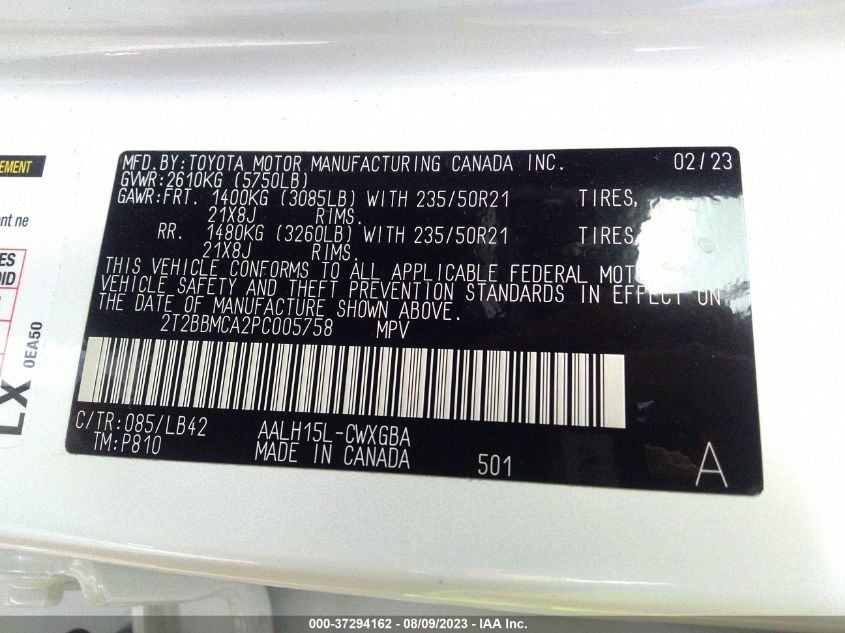 MFD.BY:TOYOTA MOTOR MANUFACTURING CANADA INC. 02/23
GVWR:2610KG (5750LB)
GAWR:FRT. 1400KG (3085LB) WITH 235/50R21 TIRES,
21X8J RIMS.
RR. 1480KG (3260LB) WITH 235/50R21 TIRES,
21X8J RIMS.
THIS VEHICLE CONFORMS TO ALL APPLICABLE FEDERAL MOT
VEHICLE SAFETY AND THEFT PREVENTION STANDARDS IN EFFECT ON
THE DATE OF MANUFACTURE SHOWN ABOVE.
2T2BBMCA2PC005758 MPV
C/TR:085/LB42 AALH15L-CWXGBA
TM:P810 MADE IN CANADA 501 A
EMENT
nt ne
ES
OID
LX
0EA50
000-37294162 - 08/09/2023 - IAA Inc.